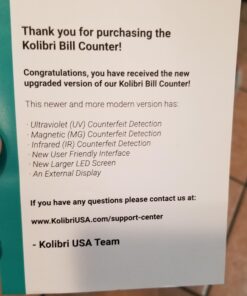 Thank you for purchasing the
Kolibri Bill Counter!
Congratulations, you have received the new
upgraded version of our Kolibri Bill Counter!
This newer and more modern version has:
· Ultraviolet (UV) Counterfeit Detection
· Magnetic (MG) Counterfeit Detection
· Infrared (IR) Counterfeit Detection
· New User Friendly Interface
· New Larger LED Screen
· An External Display
If you have any questions please contact us at:
www.KolibriUSA.com/support-center
- Kolibri USA Team